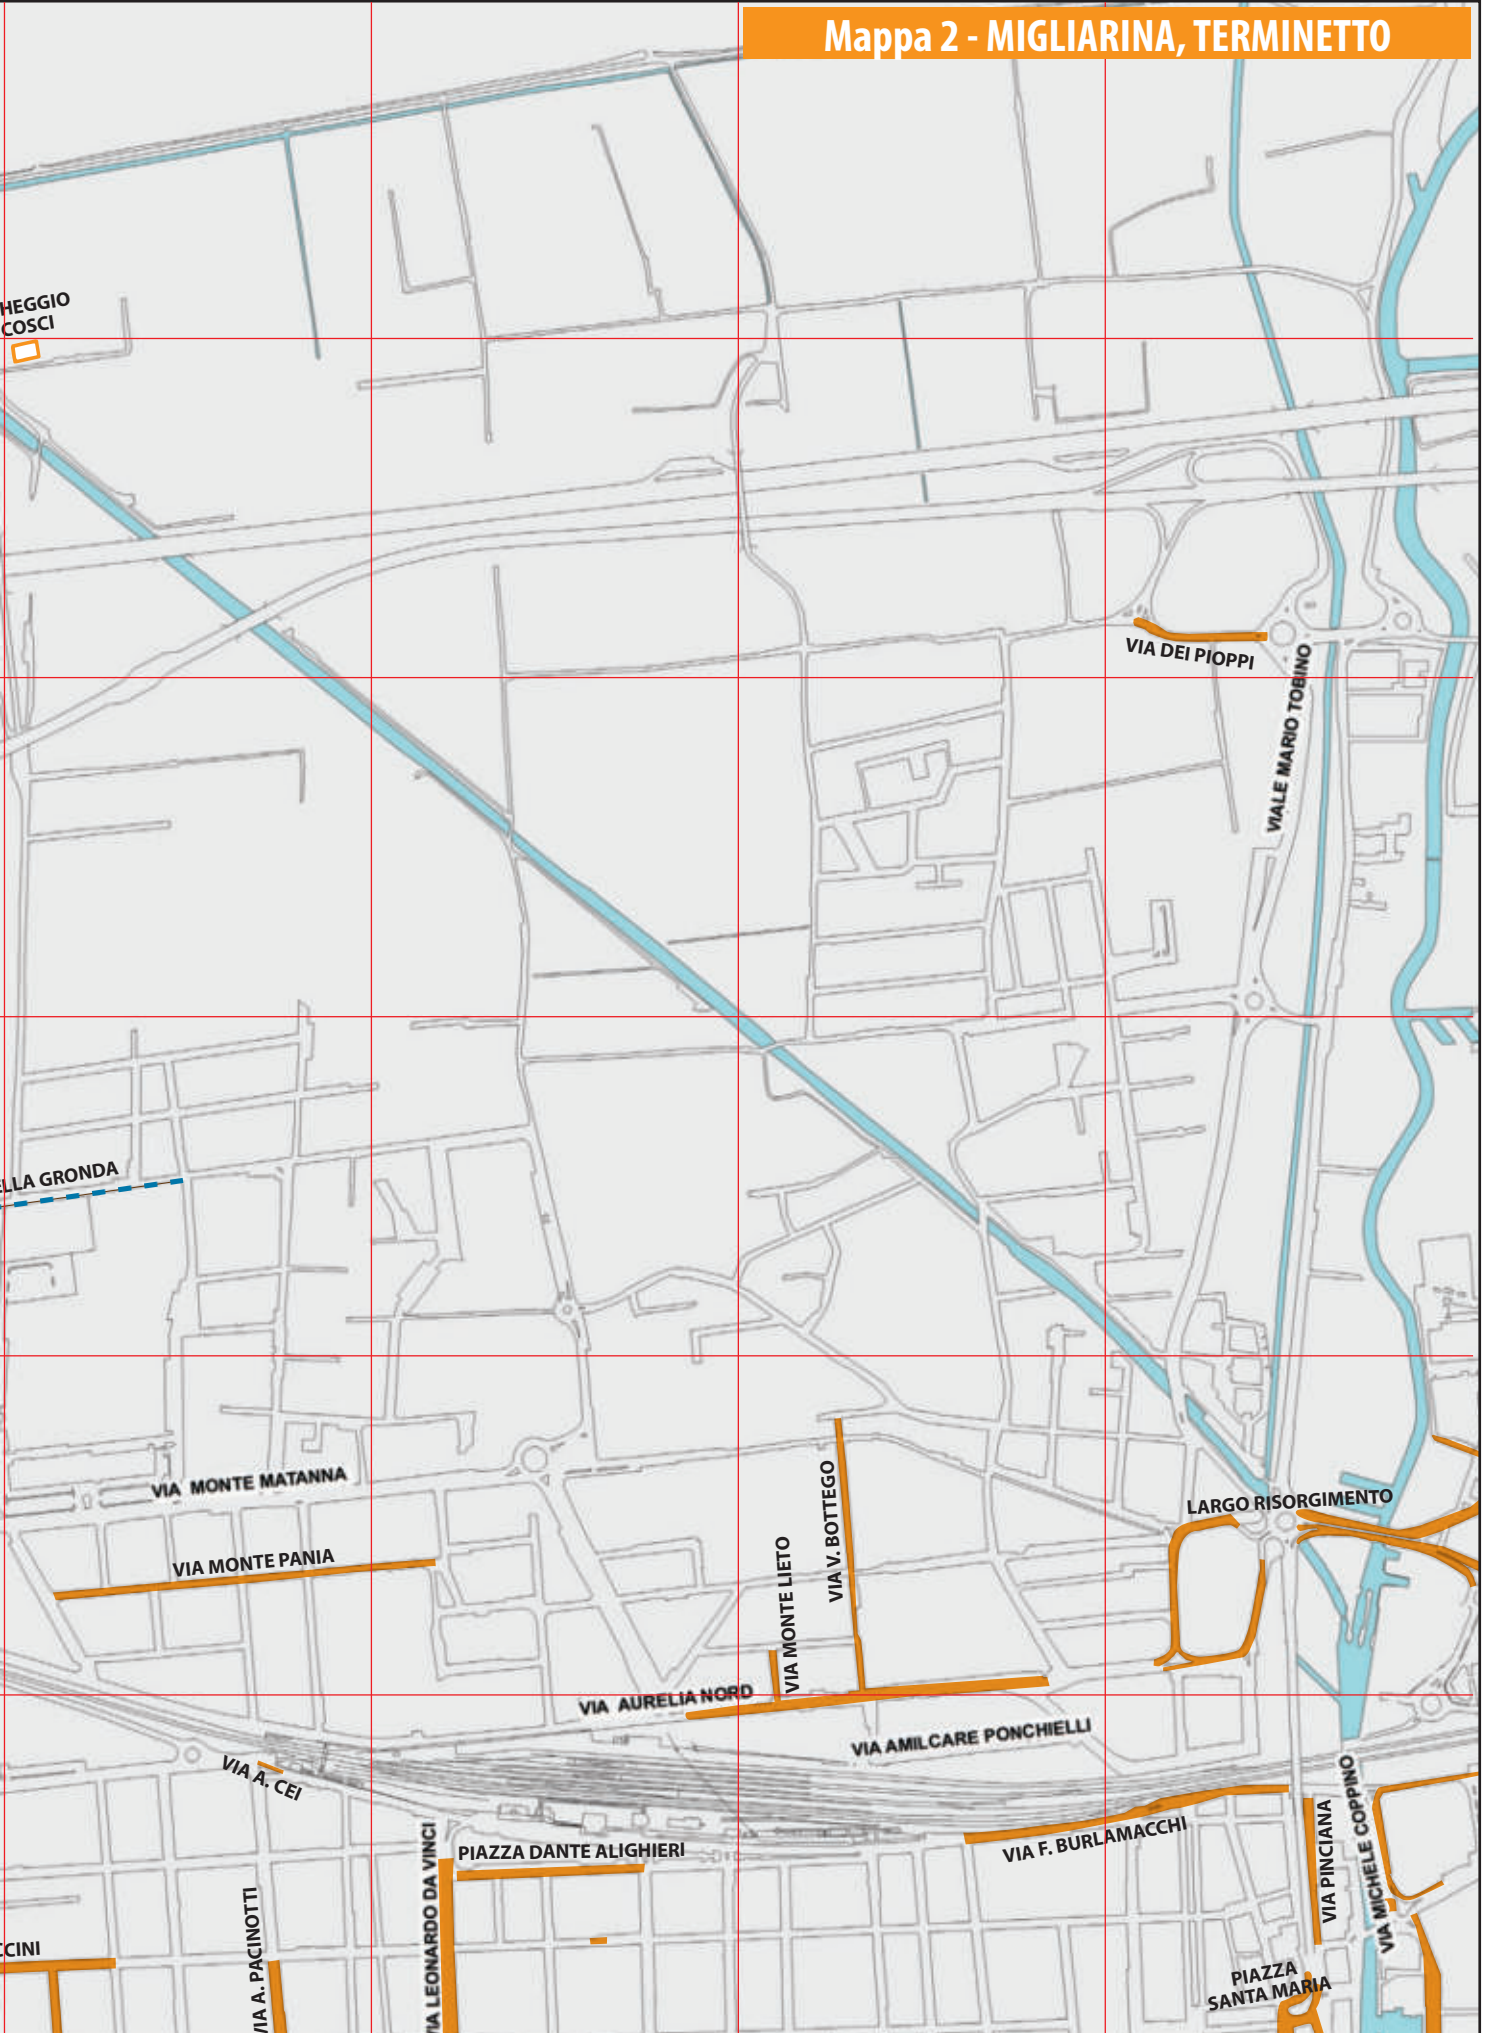 Mappa 2 - MIGLIARINA, TERMINETTO
HEGGIO
COSCI
VIA DEI PIOPPI
VIALE MARIO TOBINO
ELLA GRONDA
VIA MONTE MATANNA
VIA MONTE PANIA
VIA MONTE LIETO
VIA V. BOTTEGO
LARGO RISORGIMENTO
VIA AURELIA NORD
VIA AMILCARE PONCHIELLI
VIA A. CEI
PIAZZA DANTE ALIGHIERI
VIA F. BURLAMACCHI
VIA PINCIANA
VIA MICHELE COPPINO
VIA LEONARDO DA VINCI
VIA A. PACINOTTI
CCINI
PIAZZA
SANTA MARIA